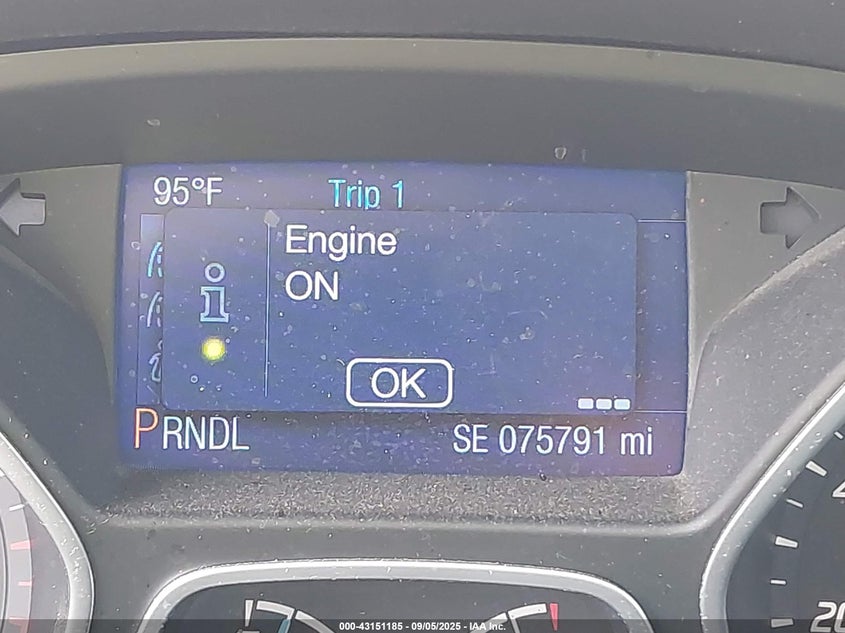 95°F Trip 1
Engine
ON
OK
PRNDL SE 075791 mi
000-43151185 - 09/05/2025 - IAA Inc.